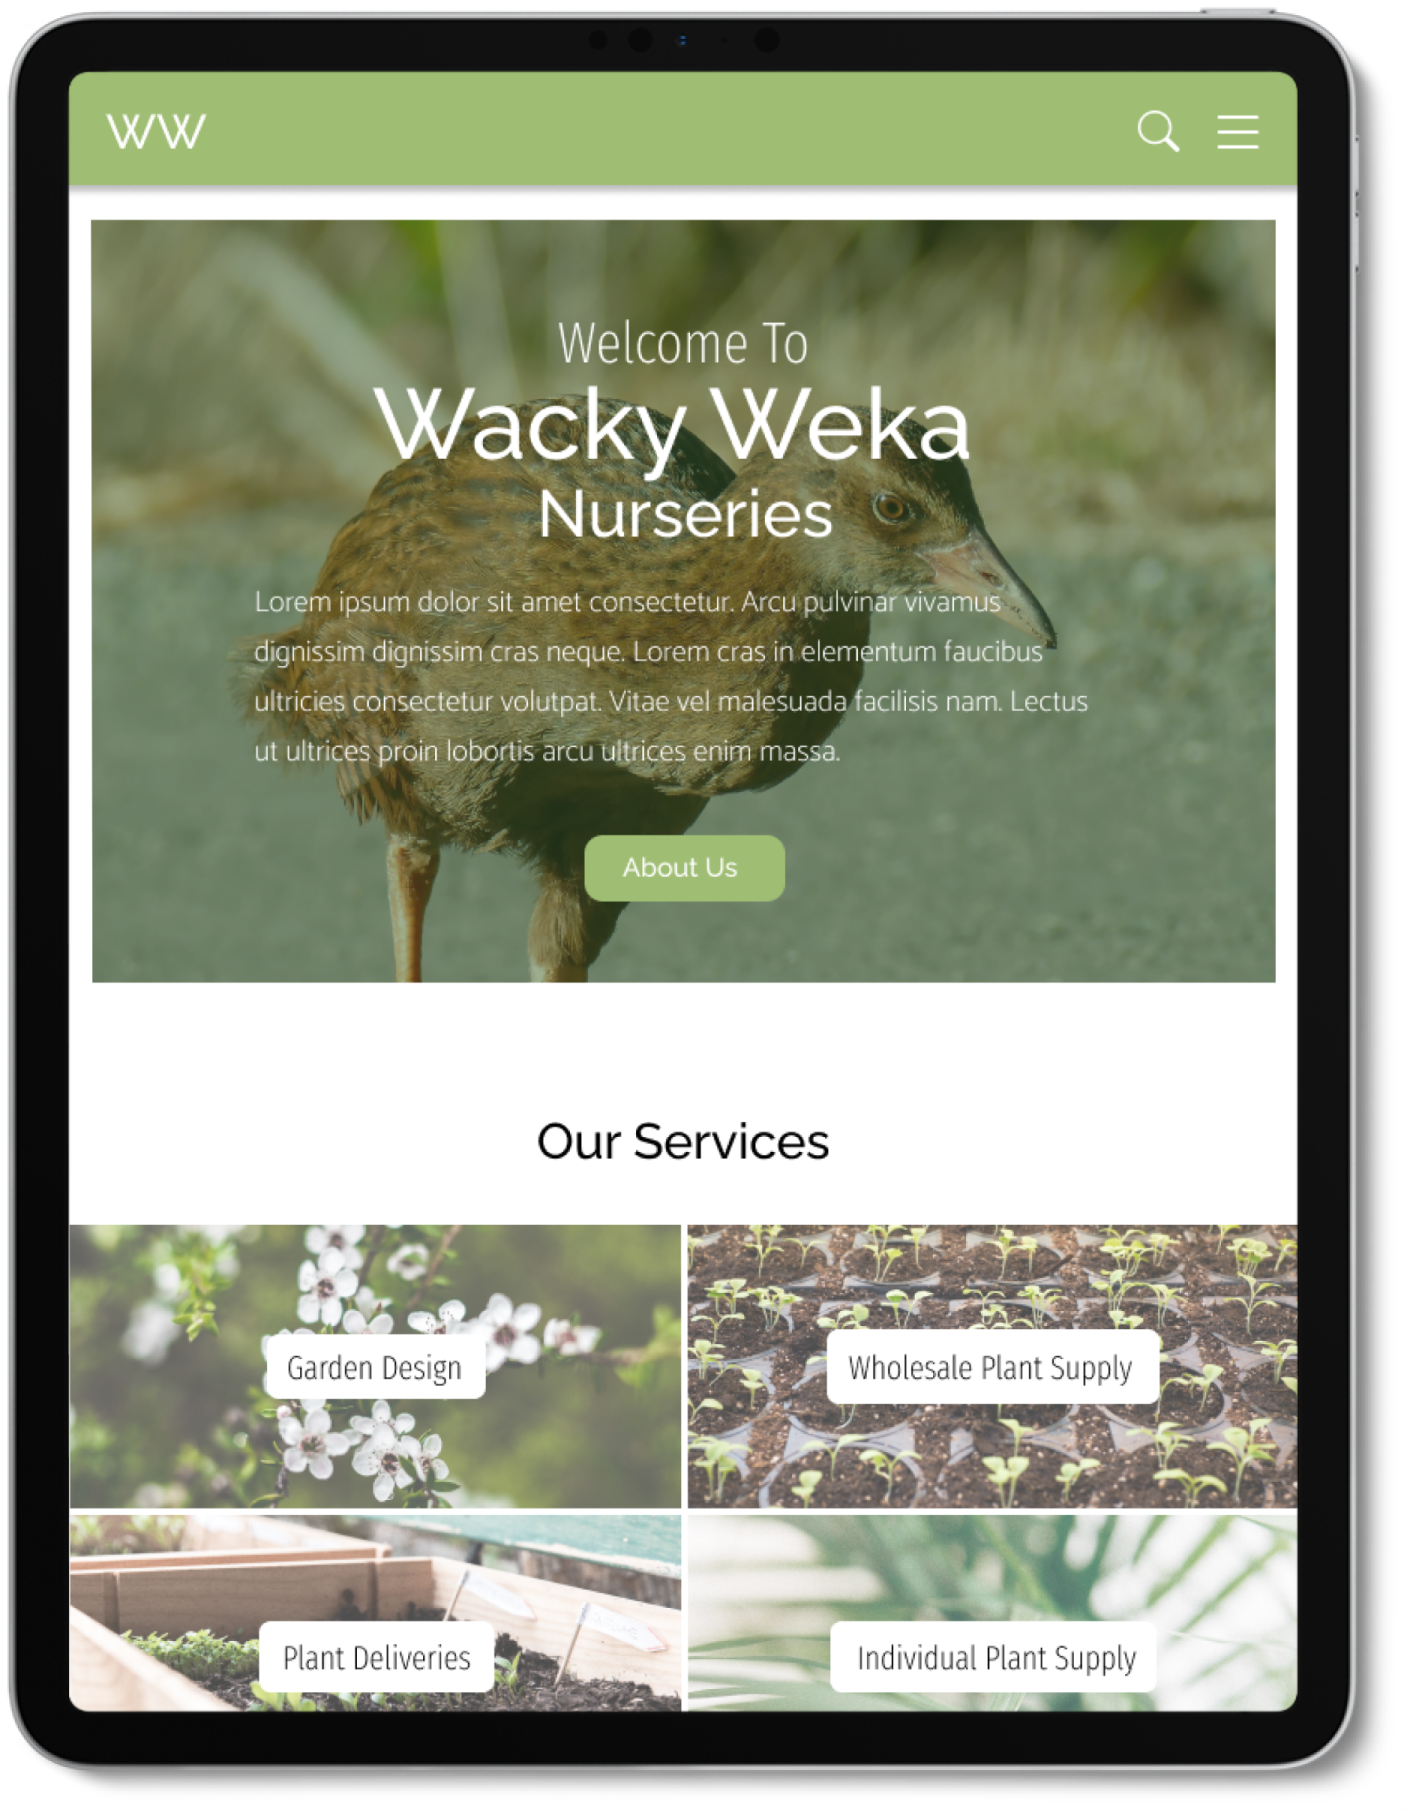 WW
Welcome To
Wacky Weka
Nurseries
Lorem ipsum dolor sit amet consectetur. Arcu pulvinar vivamus
dignissim dignissim cras neque. Lorem cras in elementum faucibus
ultricies consectetur volutpat. Vitae vel malesuada facilisis nam. Lectus
ut ultrices proin lobortis arcu ultrices enim massa.
About Us
Our Services
Garden Design
Wholesale Plant Supply
Plant Deliveries
Individual Plant Supply